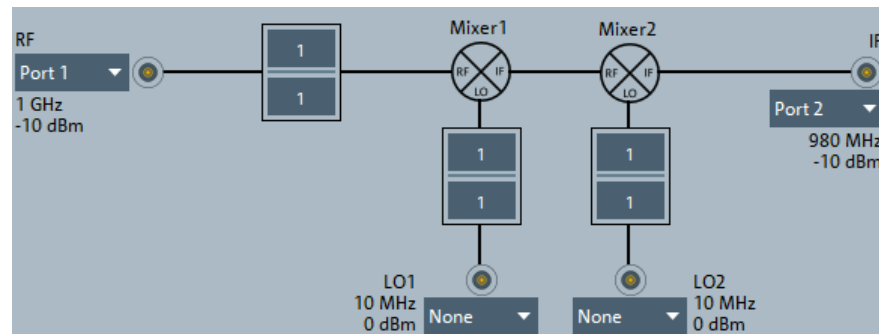 RF
Port 1
1 GHz
-10 dBm
1
1
Mixer1
RF
IF
LO
Mixer2
RF
IF
LO
IF
Port 2
980 MHz
-10 dBm
1
1
1
1
LO1
10 MHz
0 dBm
None
None
LO2
10 MHz
0 dBm